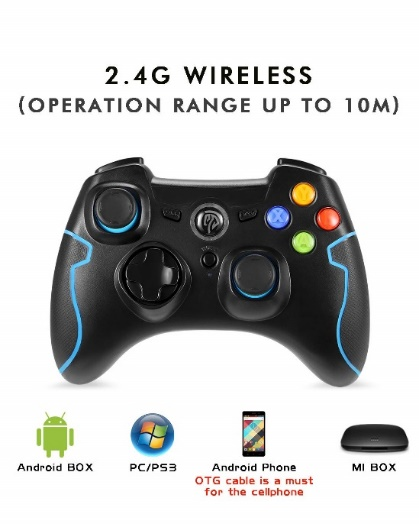 2.4G WIRELESS
(OPERATION RANGE UP TO 10M)
Y
X
B
A
Android BOX
PC/PS3
Android Phone
OTG cable is a must
for the cellphone
MI BOX